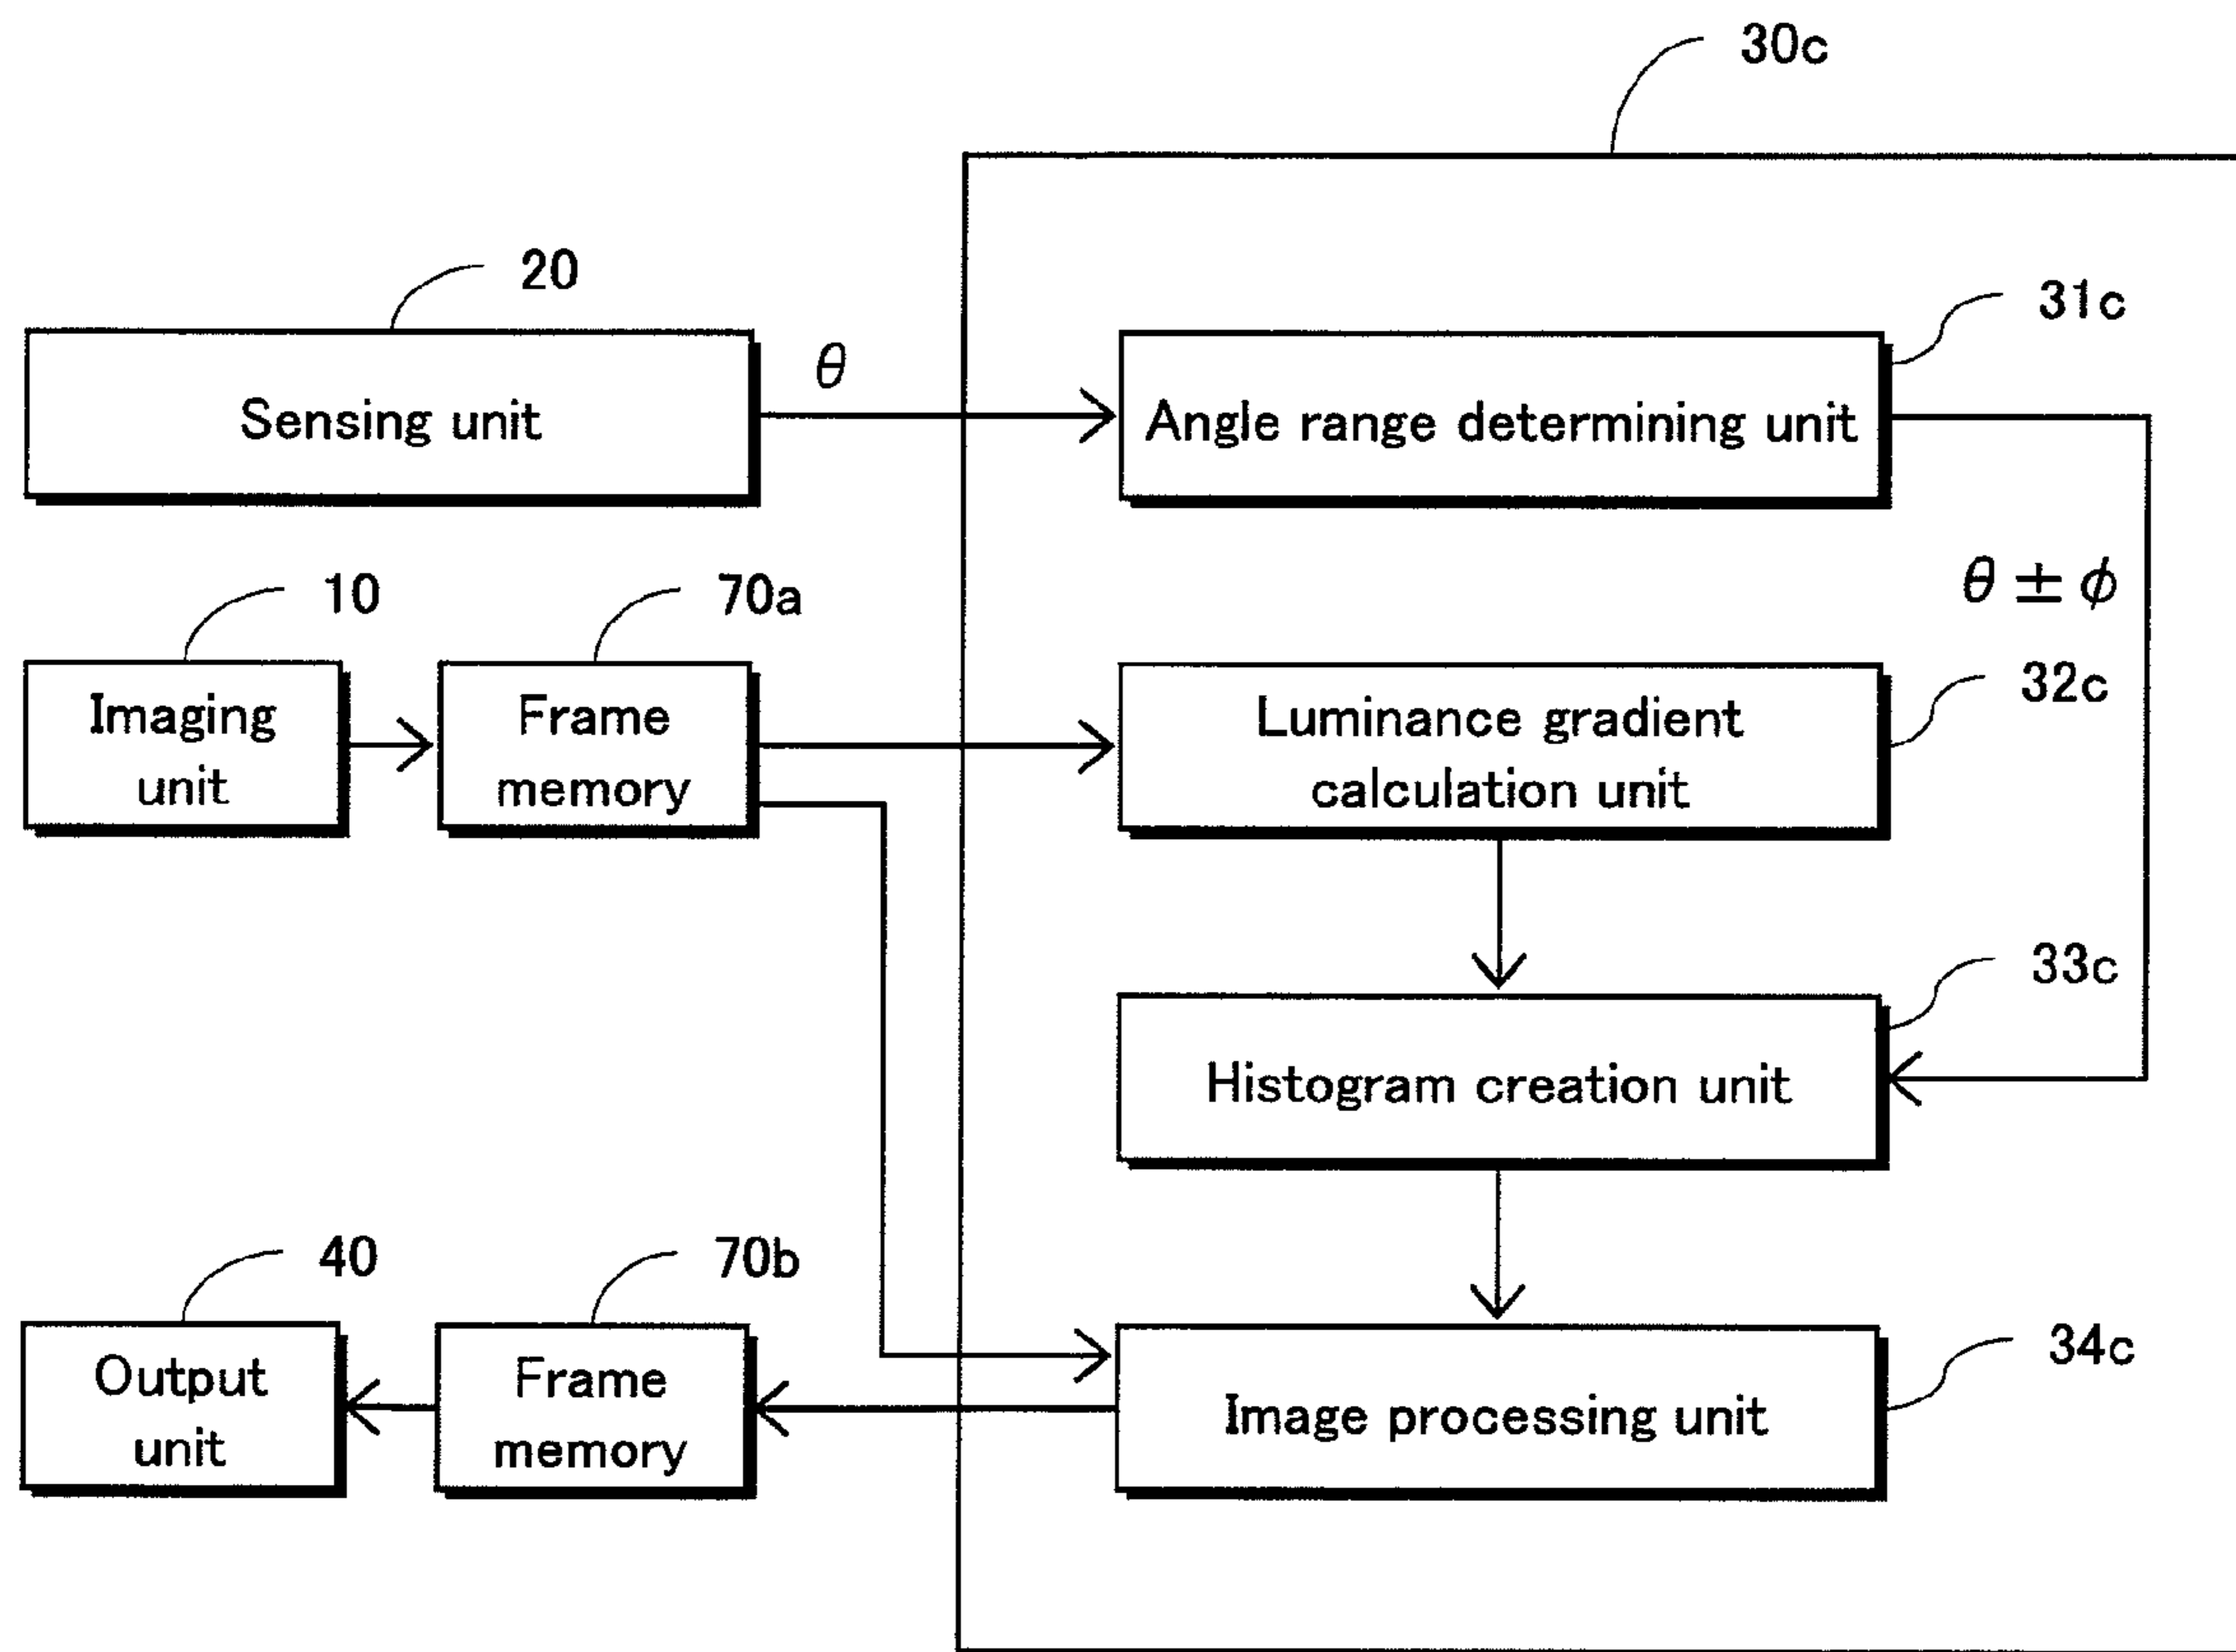 30c
20
31c
θ
Sensing unit
Angle range determining unit
θ ± φ
10
70a
32c
Imaging
unit
Frame
memory
Luminance gradient
calculation unit
33c
Histogram creation unit
40
70b
34c
Output
unit
Frame
memory
Image processing unit